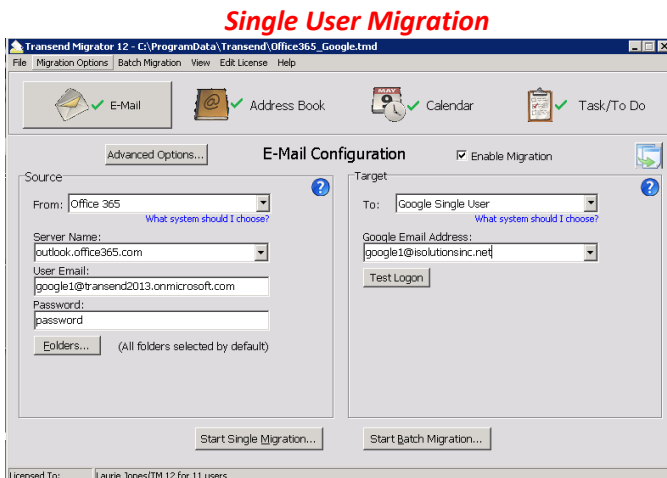 Single User Migration
Transend Migrator 12 - C:\ProgramData\Transend\Office365_Google.tmd
File Migration Options Batch Migration View Edit License Help
E-Mail Address Book MAY Calendar Task/To Do
Advanced Options... E-Mail Configuration Enable Migration
Source Target
From: Office 365 To: Google Single User
What system should I choose? What system should I choose?
Server Name: Google Email Address:
outlook.office365.com google1@isolutionsinc.net
User Email: Test Logon
google1@transend2013.onmicrosoft.com
Password:
password
Folders... (All folders selected by default)
Start Single Migration... Start Batch Migration...
Licensed To: Laurie Jones/TM 12 for 11 users